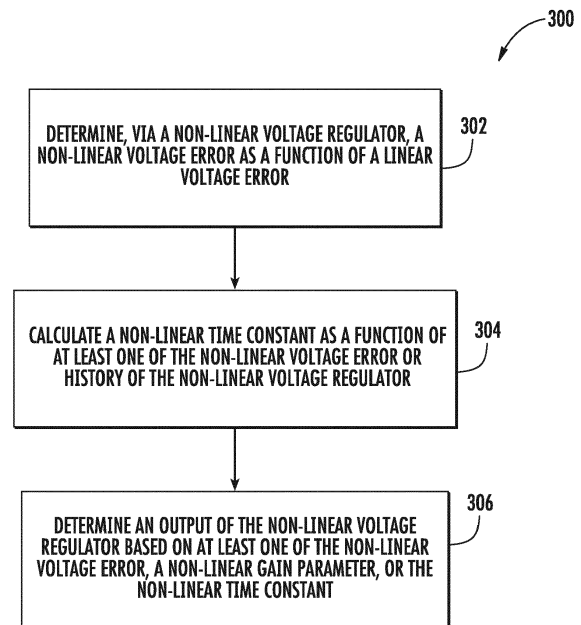 300
DETERMINE, VIA A NON-LINEAR VOLTAGE REGULATOR, A
NON-LINEAR VOLTAGE ERROR AS A FUNCTION OF A LINEAR
VOLTAGE ERROR
302
CALCULATE A NON-LINEAR TIME CONSTANT AS A FUNCTION OF
AT LEAST ONE OF THE NON-LINEAR VOLTAGE ERROR OR
HISTORY OF THE NON-LINEAR VOLTAGE REGULATOR
304
DETERMINE AN OUTPUT OF THE NON-LINEAR VOLTAGE
REGULATOR BASED ON AT LEAST ONE OF THE NON-LINEAR
VOLTAGE ERROR, A NON-LINEAR GAIN PARAMETER, OR THE
NON-LINEAR TIME CONSTANT
306